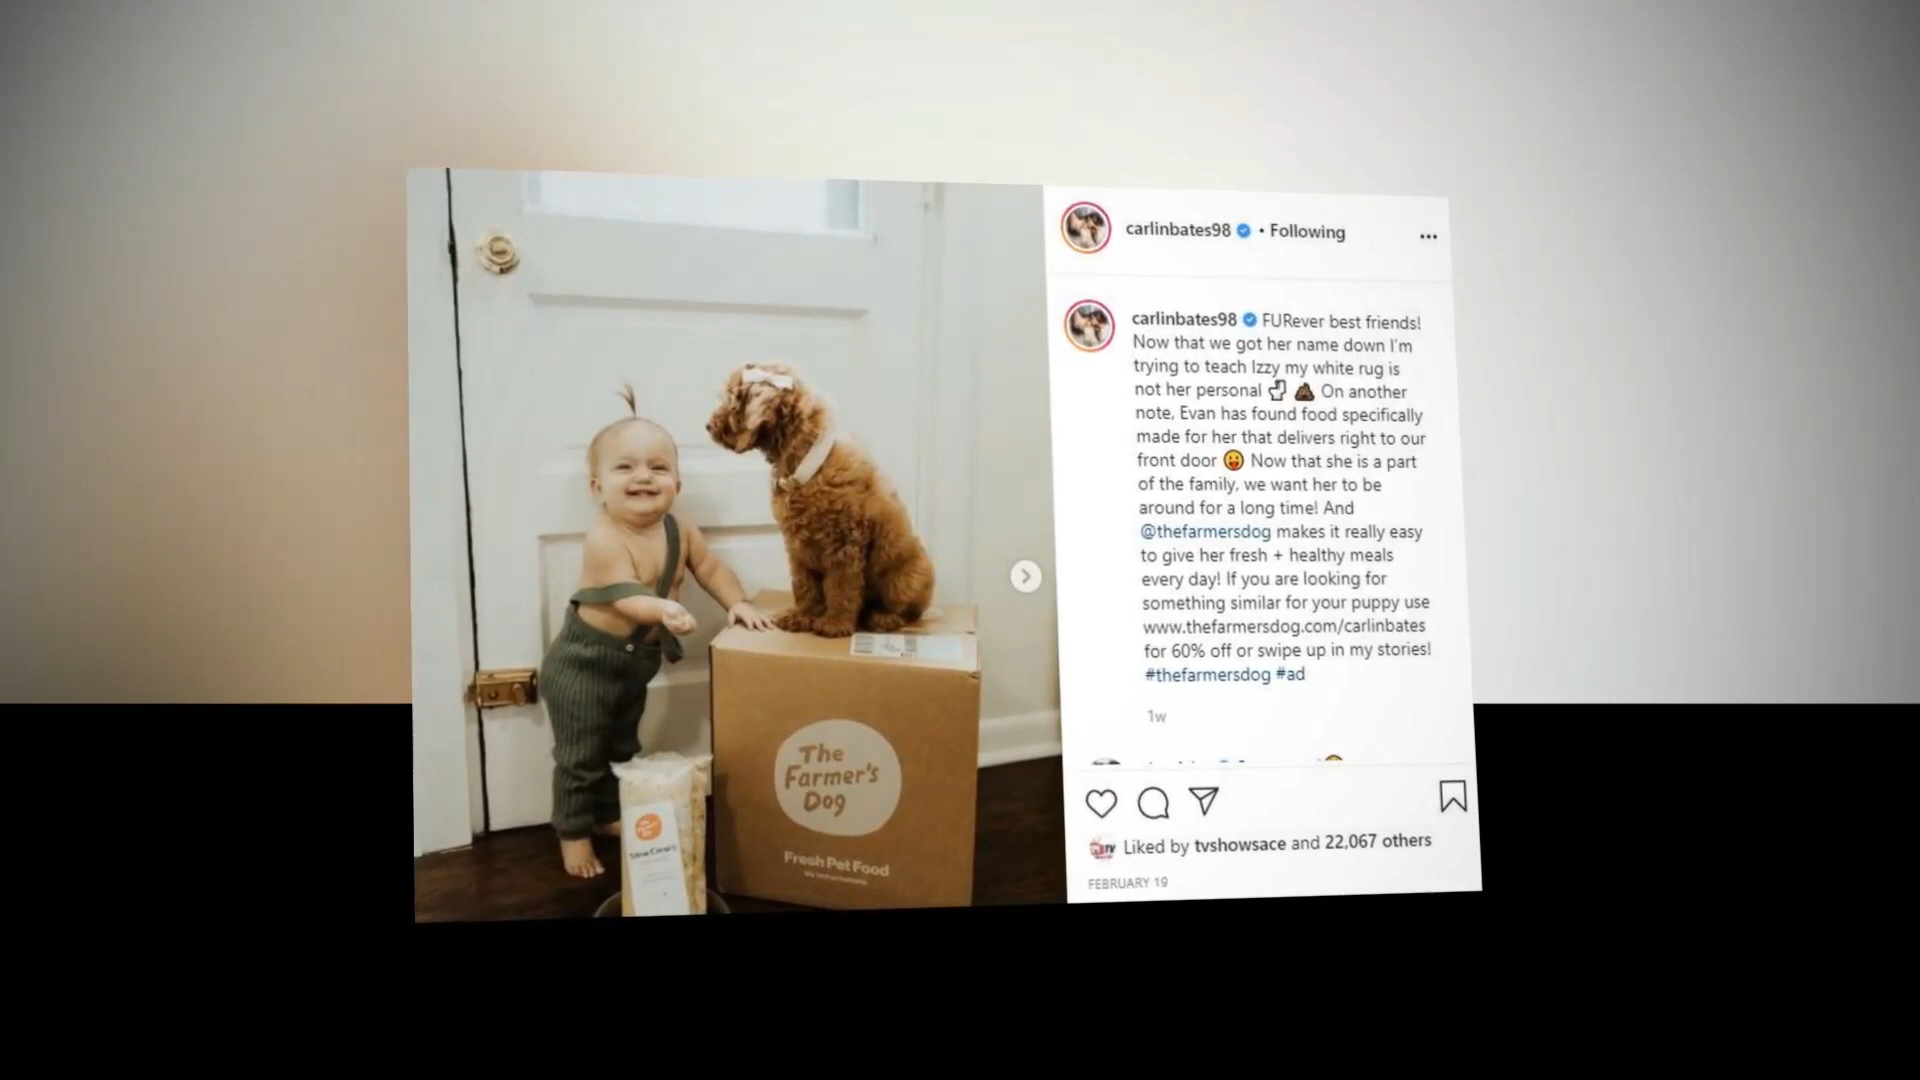 carlinbates98 • Following
carlinbates98 FURever best friends!
Now that we got her name down I'm
trying to teach Izzy my white rug is
not her personal 🚽 💩 On another
note, Evan has found food specifically
made for her that delivers right to our
front door 😛 Now that she is a part
of the family, we want her to be
around for a long time! And
@thefarmersdog makes it really easy
to give her fresh + healthy meals
every day! If you are looking for
something similar for your puppy use
www.thefarmersdog.com/carlinbates
for 60% off or swipe up in my stories!
#thefarmersdog #ad
1w
Liked by tvshowsace and 22,067 others
FEBRUARY 19
The
Farmer's
Dog
Fresh Pet Food